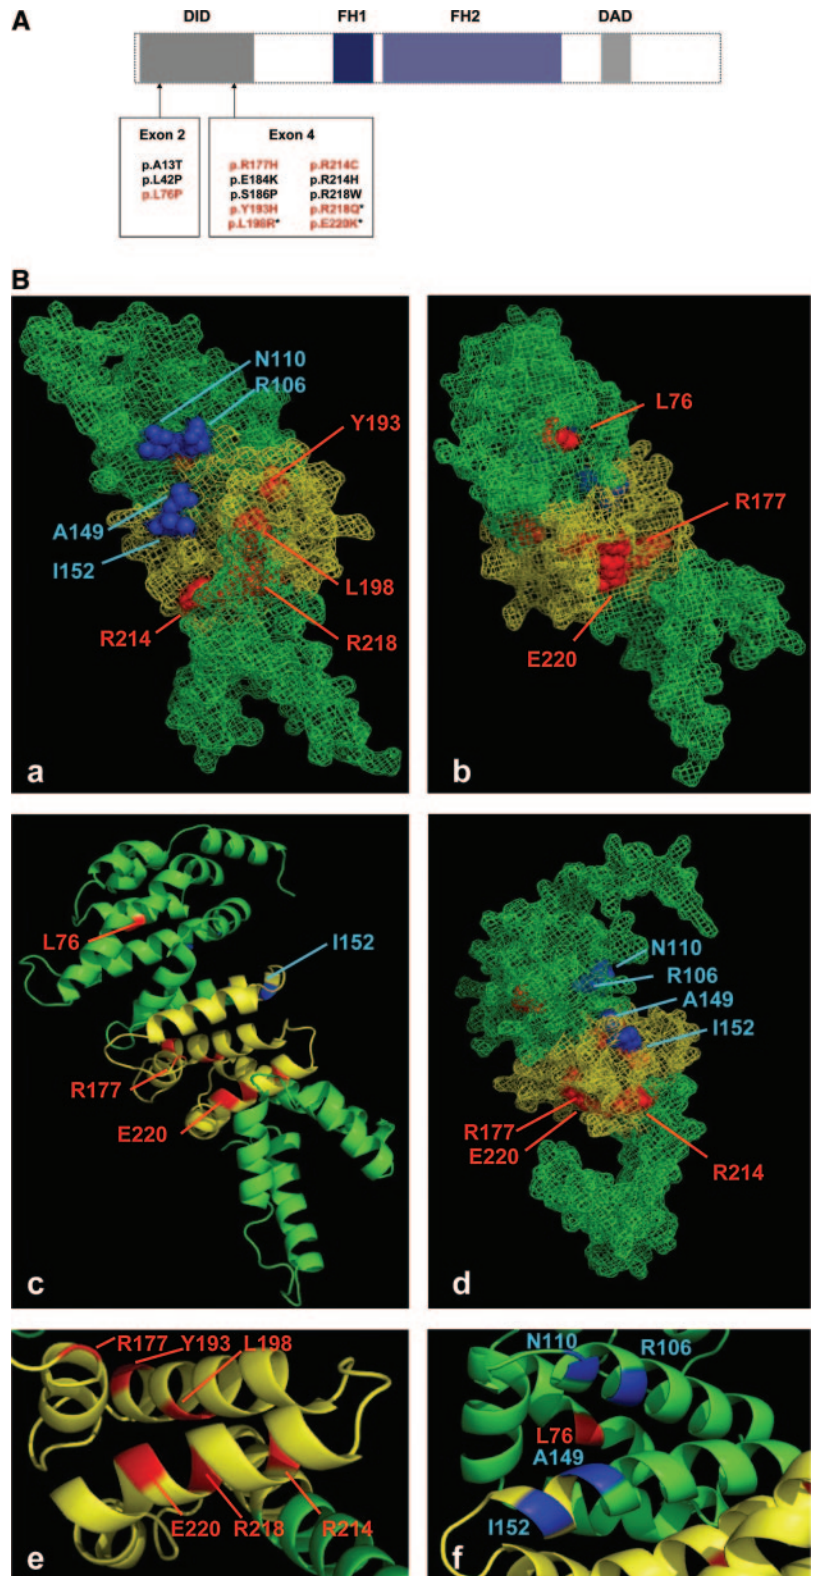 A
DID FH1 FH2 DAD
Exon 2
p.A13T
p.L42P
p.L76P
Exon 4
p.R177H p.R214C
p.E184K p.R214H
p.S186P p.R218W
p.Y193H p.R218Q*
p.L198R* p.E220K*
B
N110
R106
Y193
A149
I152
L198
R214
R218
a
L76
R177
E220
b
L76
I152
R177
E220
c
N110
R106
A149
I152
R177
E220
R214
d
R177 Y193 L198
E220 R218 R214
e
N110
R106
L76
A149
I152
f